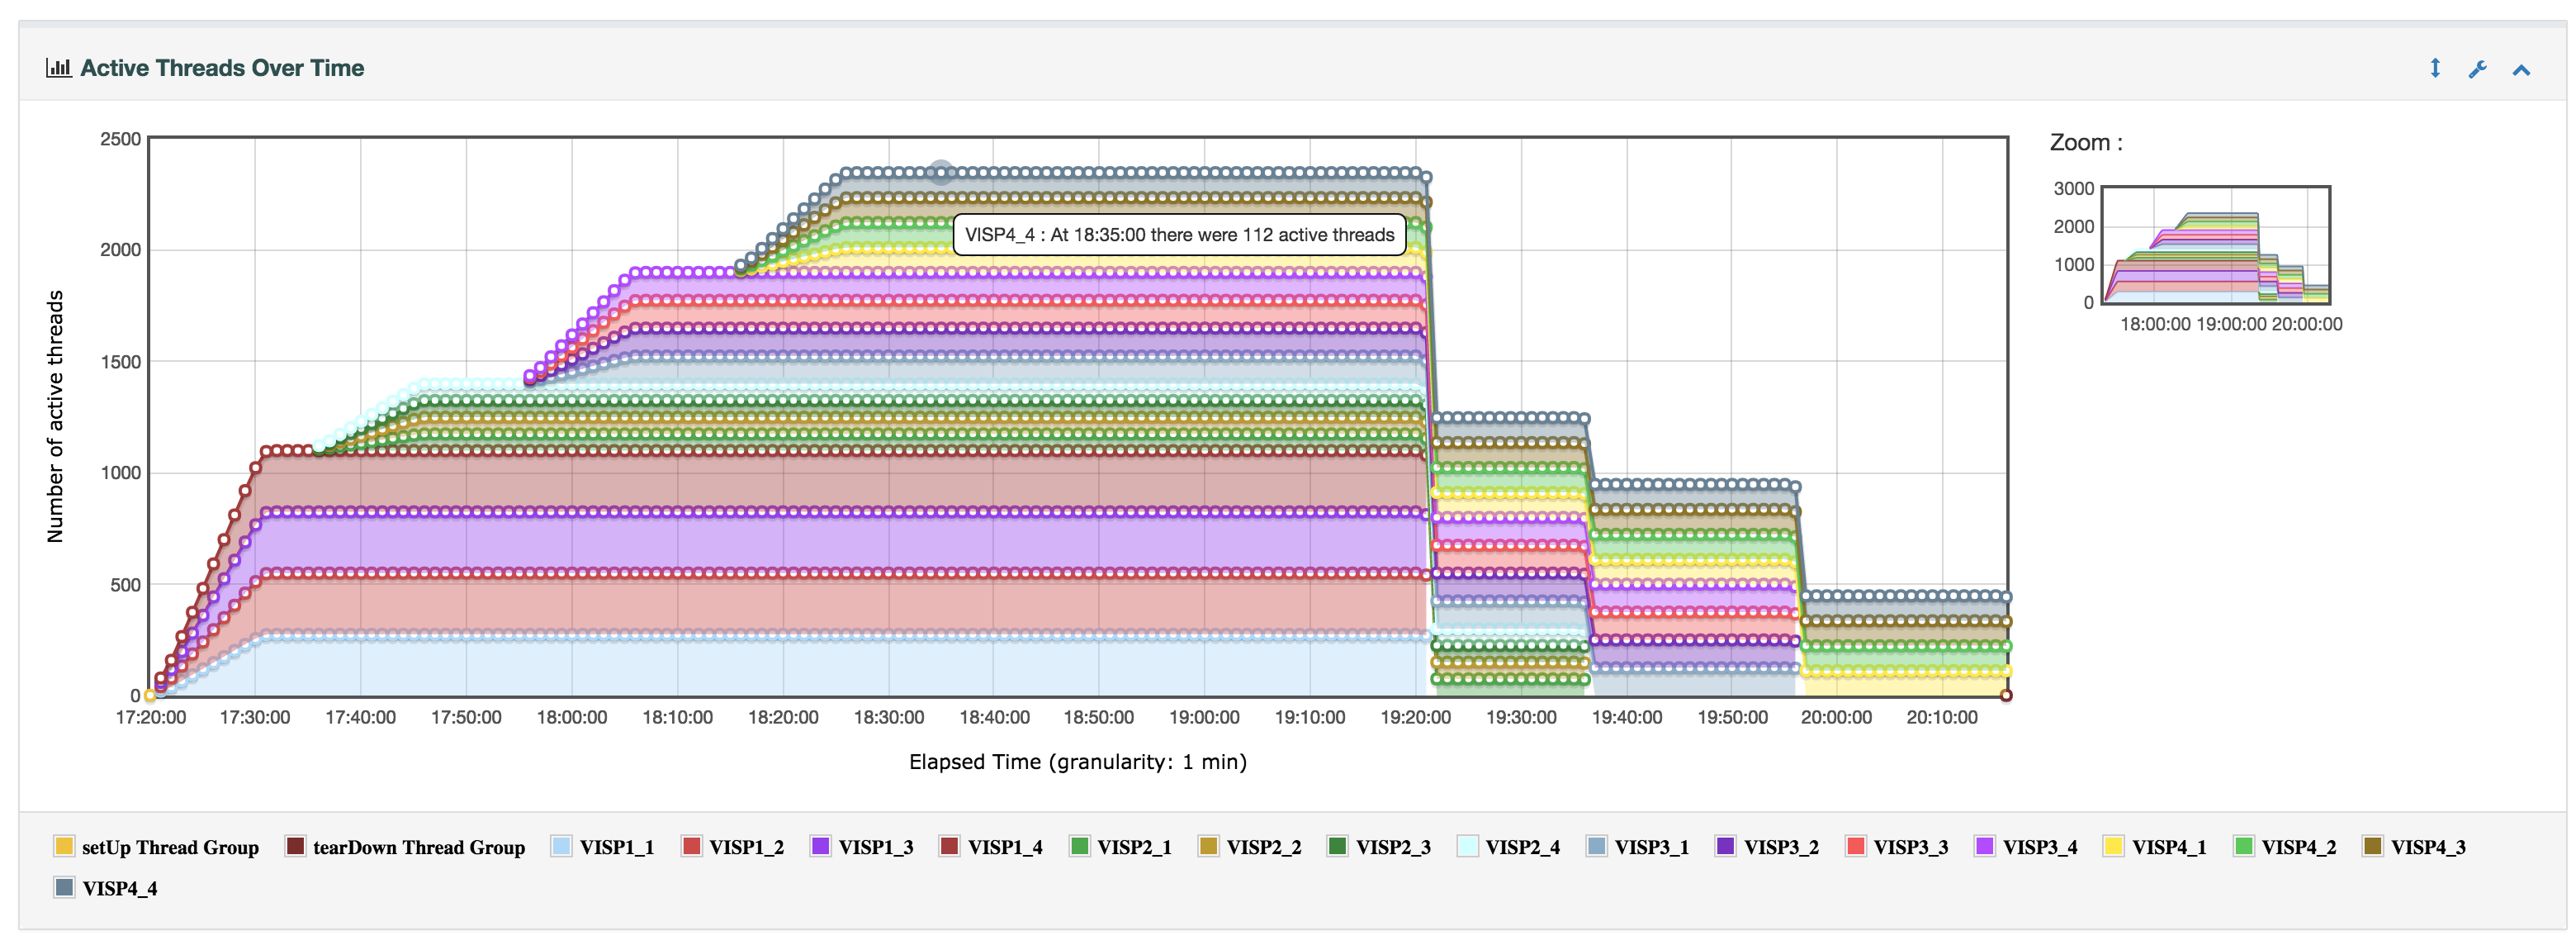 Active Threads Over Time
Zoom :
2500
2000
1500
1000
500
0
Number of active threads
VISP4_4 : At 18:35:00 there were 112 active threads
17:20:00 17:30:00 17:40:00 17:50:00 18:00:00 18:10:00 18:20:00 18:30:00 18:40:00 18:50:00 19:00:00 19:10:00 19:20:00 19:30:00 19:40:00 19:50:00 20:00:00 20:10:00
Elapsed Time (granularity: 1 min)
3000
2000
1000
0
18:00:00 19:00:00 20:00:00
setUp Thread Group tearDown Thread Group VISP1_1 VISP1_2 VISP1_3 VISP1_4 VISP2_1 VISP2_2 VISP2_3 VISP2_4 VISP3_1 VISP3_2 VISP3_3 VISP3_4 VISP4_1 VISP4_2 VISP4_3
VISP4_4